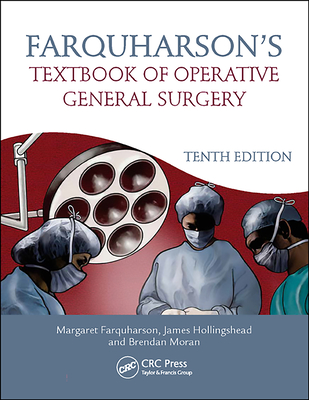 FARQUHARSON'S
TEXTBOOK OF OPERATIVE
GENERAL SURGERY
TENTH EDITION
Margaret Farquharson, James Hollingshead
and Brendan Moran
CRC
CRC Press
Taylor & Francis Group